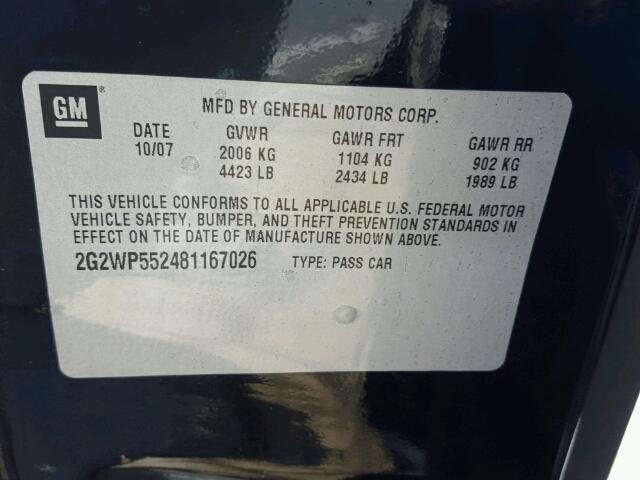 GM®
MFD BY GENERAL MOTORS CORP.
DATE GVWR GAWR FRT GAWR RR
10/07 2006 KG 1104 KG 902 KG
4423 LB 2434 LB 1989 LB
THIS VEHICLE CONFORMS TO ALL APPLICABLE U.S. FEDERAL MOTOR
VEHICLE SAFETY, BUMPER, AND THEFT PREVENTION STANDARDS IN
EFFECT ON THE DATE OF MANUFACTURE SHOWN ABOVE.
2G2WP552481167026 TYPE: PASS CAR